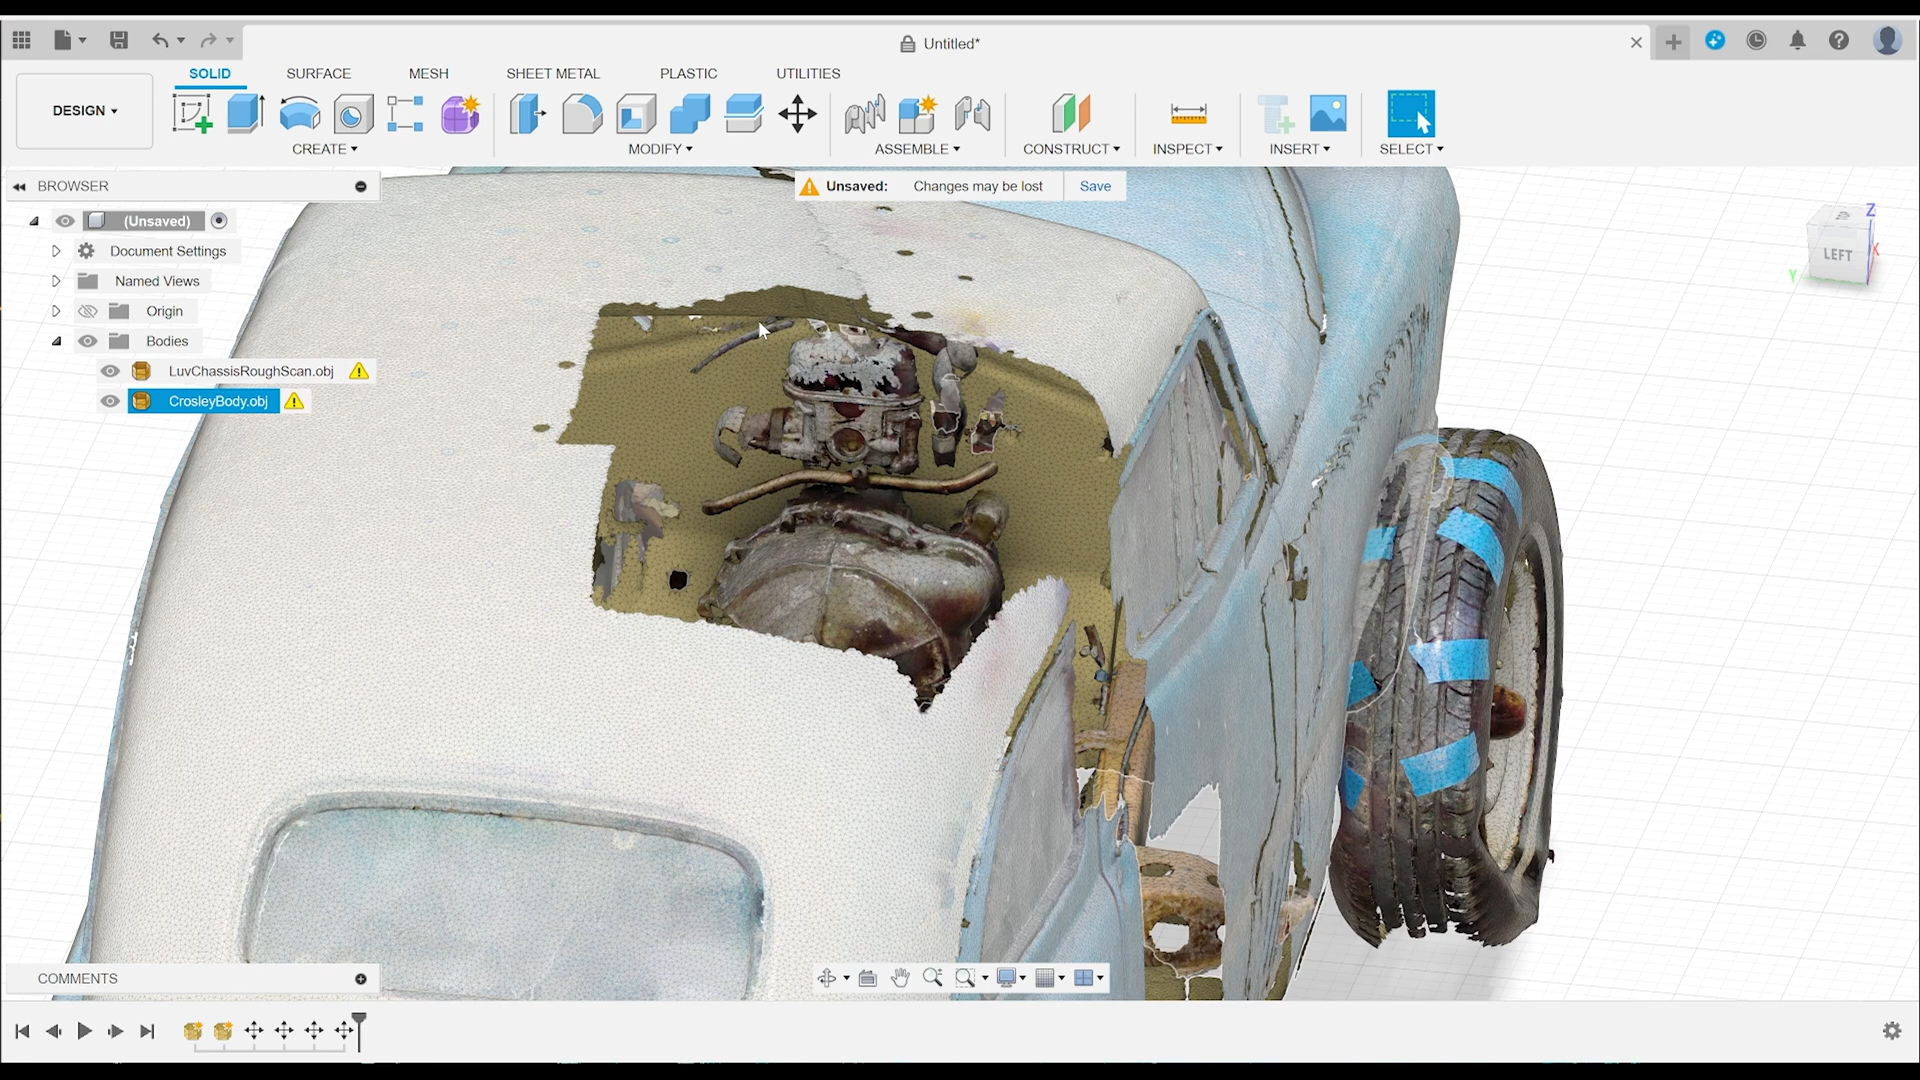 Untitled*
DESIGN
SOLID
SURFACE
MESH
SHEET METAL
PLASTIC
UTILITIES
CREATE
MODIFY
ASSEMBLE
CONSTRUCT
INSPECT
INSERT
SELECT
BROWSER
Unsaved: Changes may be lost Save
(Unsaved)
Document Settings
Named Views
Origin
Bodies
LuvChassisRoughScan.obj
CrosleyBody.obj
Z
LEFT
X
Y
COMMENTS